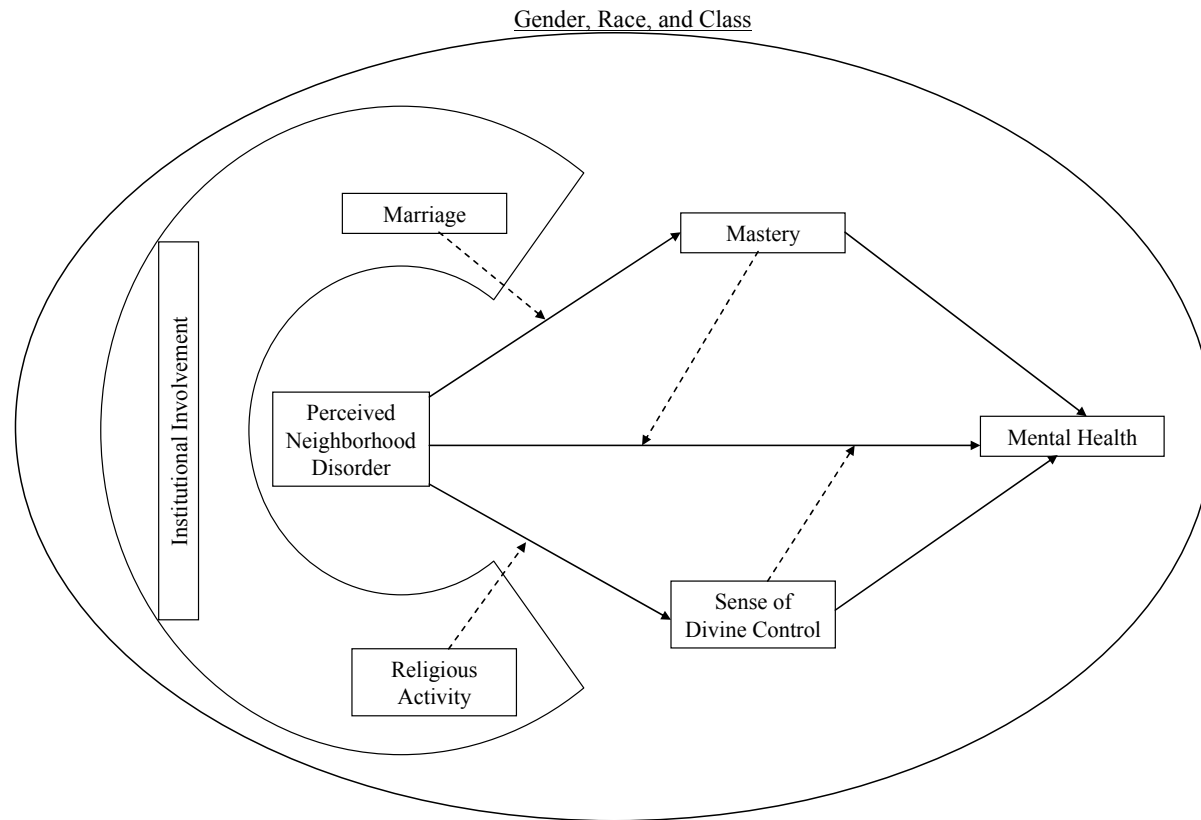 Gender, Race, and Class
Marriage
Mastery
Institutional Involvement
Perceived
Neighborhood
Disorder
Mental Health
Sense of
Divine Control
Religious
Activity